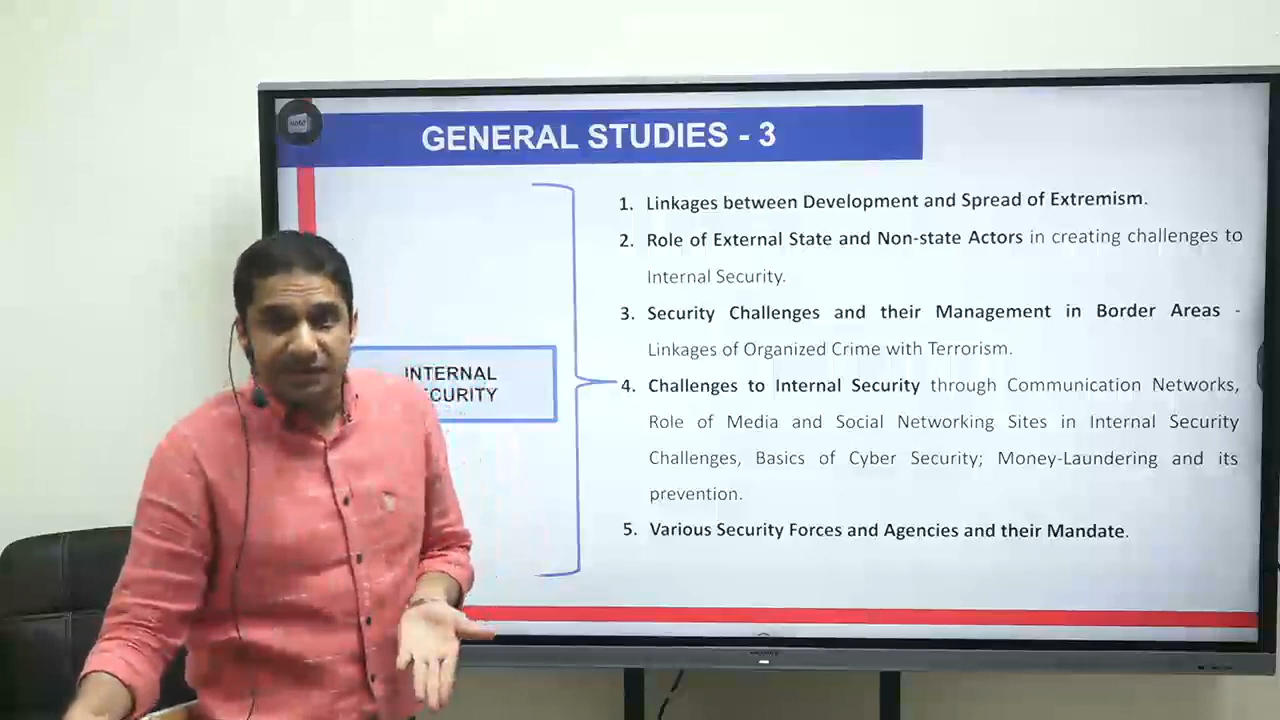 GENERAL STUDIES - 3
INTERNAL
CURITY
1. Linkages between Development and Spread of Extremism.
2. Role of External State and Non-state Actors in creating challenges to
Internal Security.
3. Security Challenges and their Management in Border Areas -
Linkages of Organized Crime with Terrorism.
4. Challenges to Internal Security through Communication Networks,
Role of Media and Social Networking Sites in Internal Security
Challenges, Basics of Cyber Security; Money-Laundering and its
prevention.
5. Various Security Forces and Agencies and their Mandate.